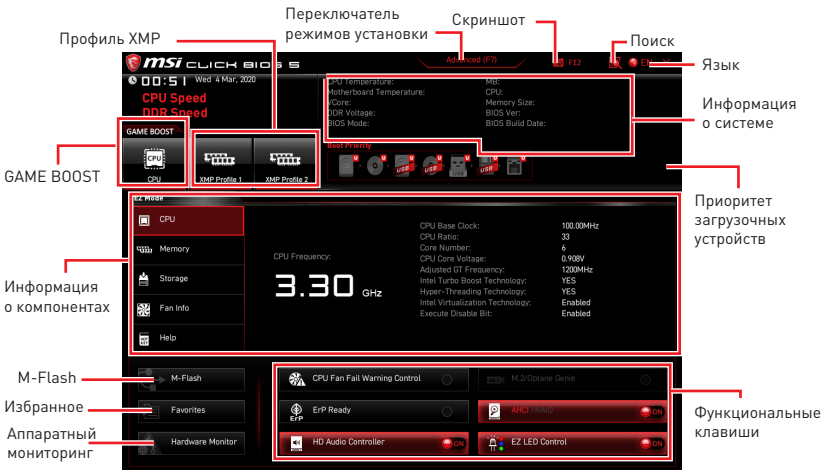 Переключатель
режимов установки
Скриншот
Поиск
Профиль XMP
Язык
msi CLICK BIOS 5
Advanced (F7)
F12
EN
X
00:51 Wed 4 Mar, 2020
CPU Speed
DDR Speed
CPU Temperature:
Motherboard Temperature:
VCore:
DDR Voltage:
BIOS Mode:
MB:
CPU:
Memory Size:
BIOS Ver:
BIOS Build Date:
Информация
о системе
GAME BOOST
CPU
CPU
XMP Profile 1
XMP Profile 2
Boot Priority
U
U
U
USB
U
USB
U
USB
U
USB
U
U
GAME BOOST
Приоритет
загрузочных
устройств
EZ Mode
CPU
Memory
Storage
Fan Info
Help
CPU Frequency:
3.30 GHz
CPU Base Clock: 100.00MHz
CPU Ratio: 33
Core Number: 6
CPU Core Voltage: 0.908V
Adjusted GT Frequency: 1200MHz
Intel Turbo Boost Technology: YES
Hyper-Threading Technology: YES
Intel Virtualization Technology: Enabled
Execute Disable Bit: Enabled
Информация
о компонентах
M-Flash
Избранное
Аппаратный
мониторинг
M-Flash
Favorites
Hardware Monitor
CPU Fan Fail Warning Control
M.2/Optane Genie
ErP
ErP Ready
AHCI /RAID
ON
HD Audio Controller
ON
EZ LED Control
ON
Функциональные
клавиши